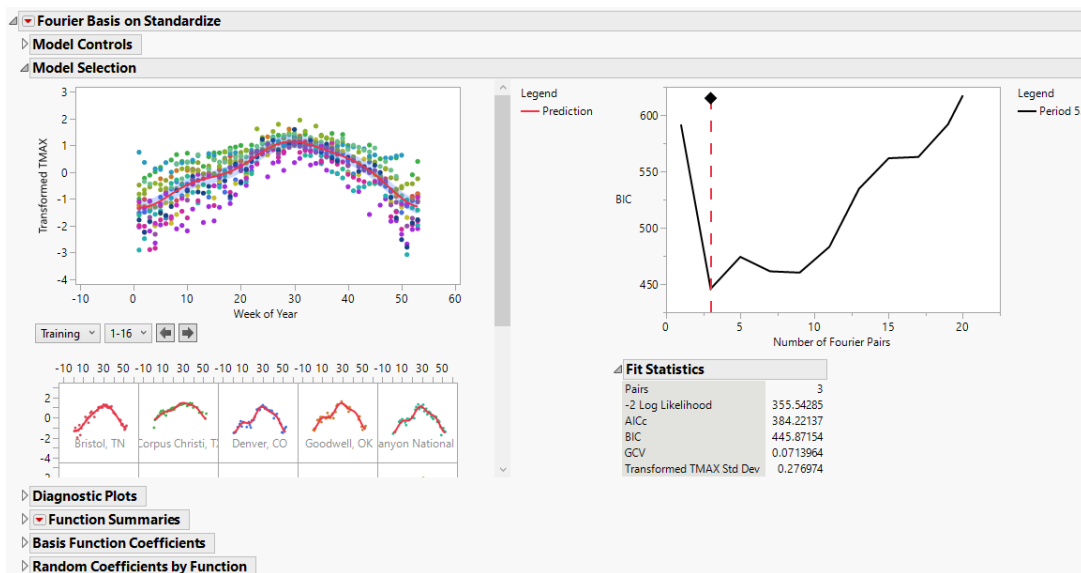 Fourier Basis on Standardize
Model Controls
Model Selection
3
2
1
0
-1
-2
-3
-4
Transformed TMAX
-10 0 10 20 30 40 50 60
Week of Year
Legend
Prediction
600
550
500
450
BIC
0 5 10 15 20
Number of Fourier Pairs
Legend
Period 5
Training 1-16
-10 10 30 50 -10 10 30 50 -10 10 30 50 -10 10 30 50 -10 10 30 50
2
0
-2
-4
Bristol, TN Corpus Christi, T Denver, CO Goodwell, OK anyon National
Fit Statistics
Pairs 3
-2 Log Likelihood 355.54285
AICc 384.22137
BIC 445.87154
GCV 0.0713964
Transformed TMAX Std Dev 0.276974
Diagnostic Plots
Function Summaries
Basis Function Coefficients
Random Coefficients by Function